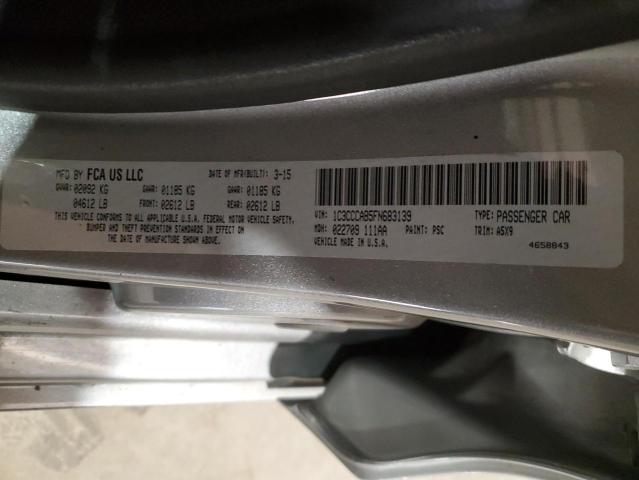 MFD BY FCA US LLC DATE OF MFR(BUILT): 3-15
GVWR: 02092 KG GAWR: 01185 KG GAWR: 01185 KG
04612 LB FRONT: 02612 LB REAR: 02612 LB
THIS VEHICLE CONFORMS TO ALL APPLICABLE U.S.A. FEDERAL MOTOR VEHICLE SAFETY,
BUMPER AND THEFT PREVENTION STANDARDS IN EFFECT ON
THE DATE OF MANUFACTURE SHOWN ABOVE.
VIN: 1C3CCCAB5FN683139 TYPE: PASSENGER CAR
MDH: 022709 111AA PAINT: PSC TRIM: A5X9
VEHICLE MADE IN U.S.A. 4658843